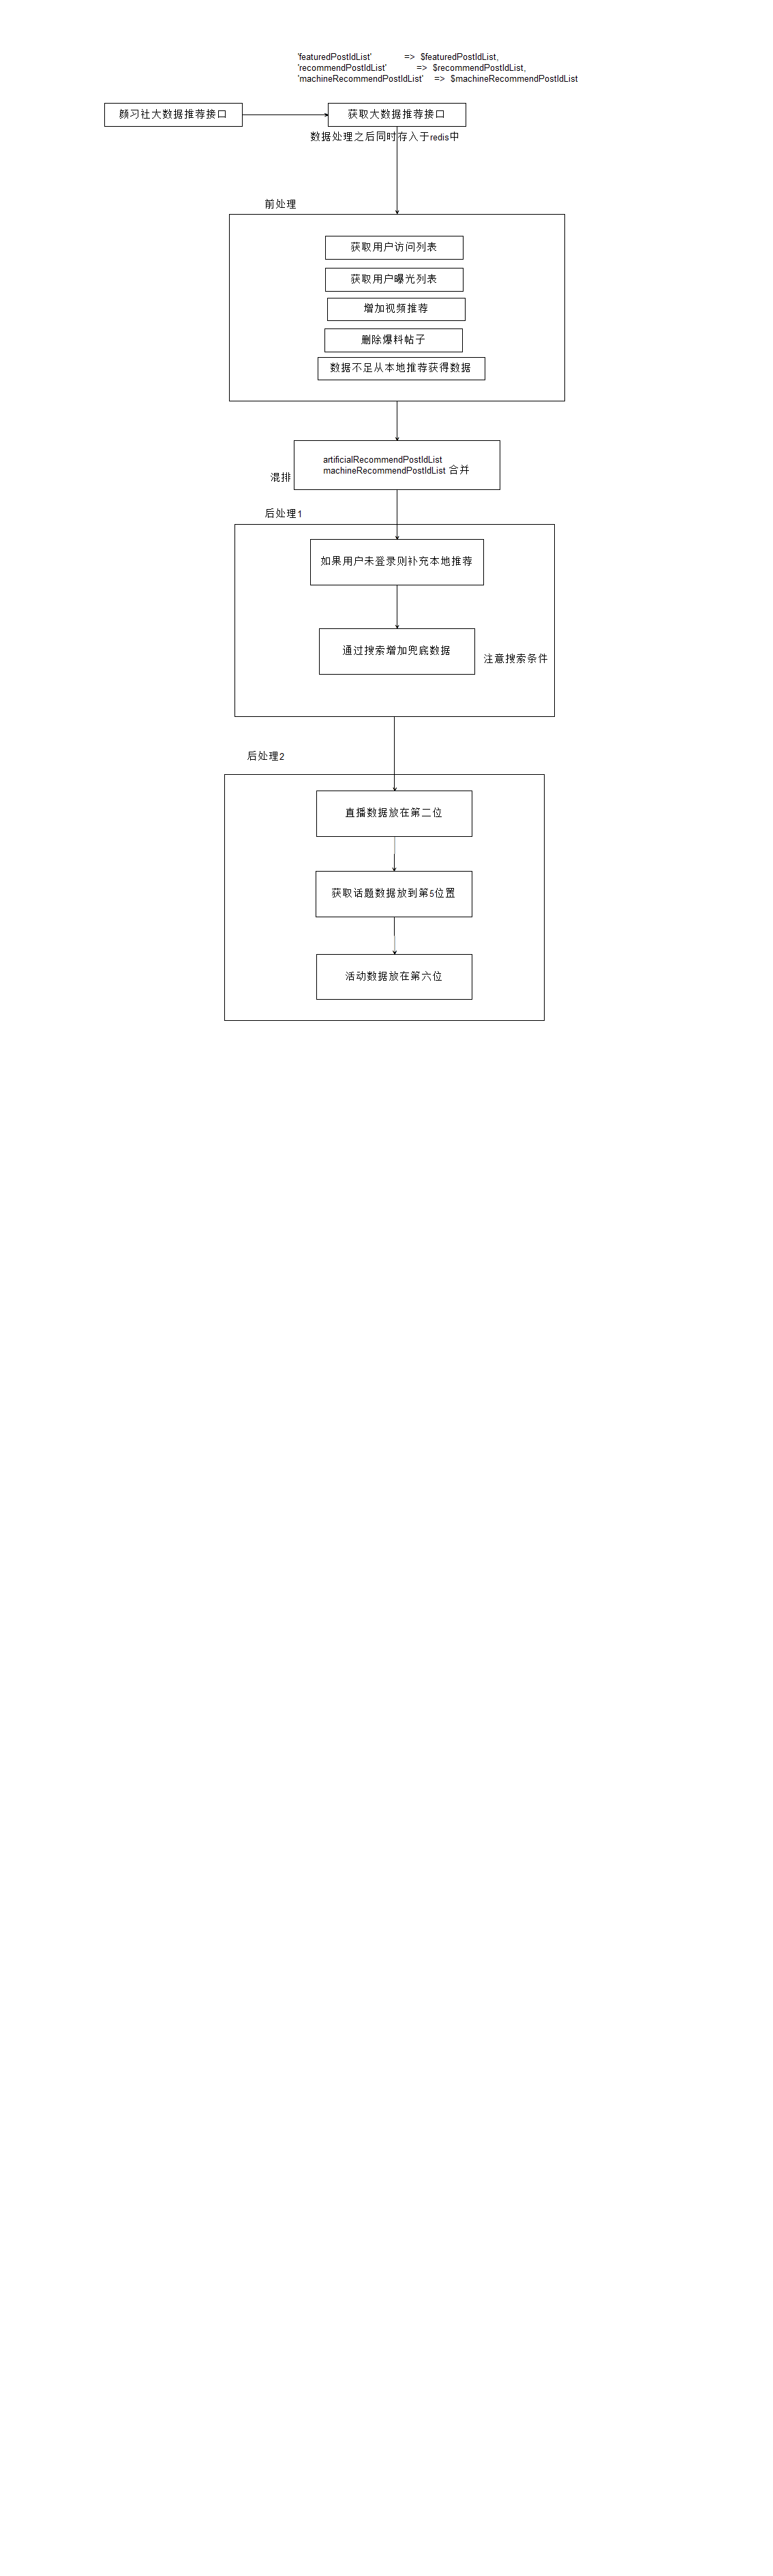 'featuredPostIdList' => $featuredPostIdList,
'recommendPostIdList' => $recommendPostIdList,
'machineRecommendPostIdList' => $machineRecommendPostIdList
颜习社大数据推荐接口
获取大数据推荐接口
数据处理之后同时存入于redis中
前处理
获取用户访问列表
获取用户曝光列表
增加视频推荐
删除爆料帖子
数据不足从本地推荐获得数据
artificialRecommendPostIdList
machineRecommendPostIdList 合并
混排
后处理1
如果用户未登录则补充本地推荐
通过搜索增加兜底数据
注意搜索条件
后处理2
直播数据放在第二位
获取话题数据放到第5位置
活动数据放在第六位